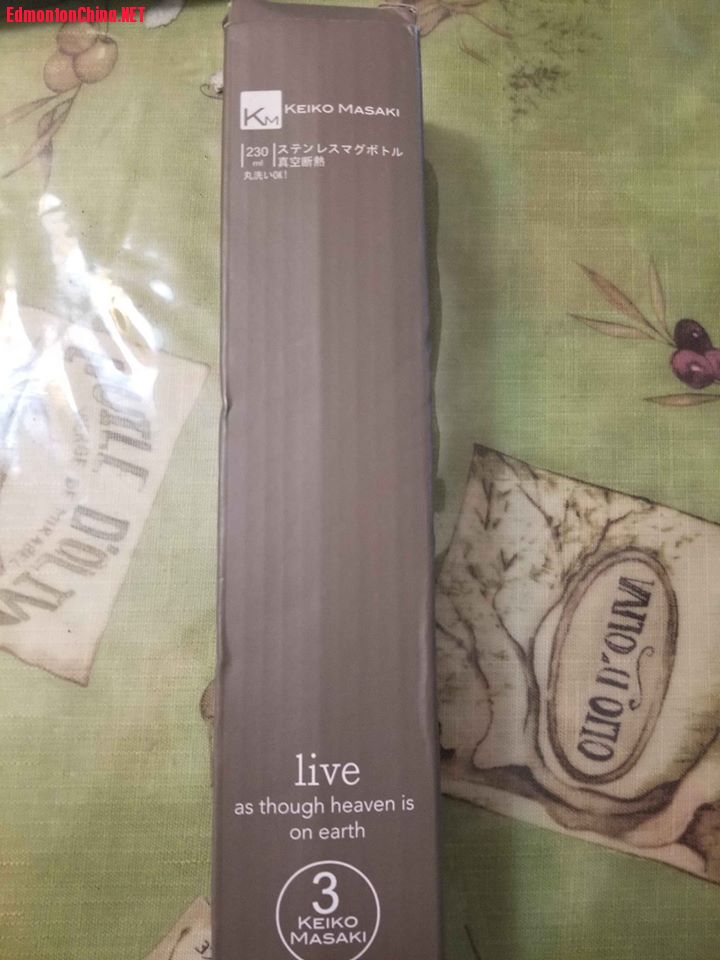 EdmontonChina.NET
KM KEIKO MASAKI
230 ml
ステンレスマグボトル
真空断熱
丸洗いOK!
live
as though heaven is
on earth
3
KEIKO
MASAKI
D'OLIV
OLIO D'OLIVA